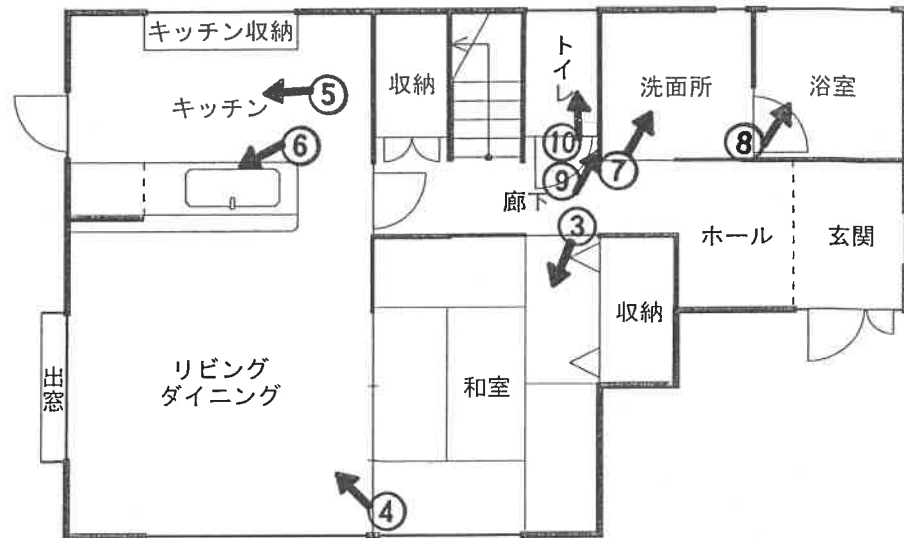 キッチン収納
キッチン
⑤
⑥
収納
トイレ
洗面所
浴室
⑩
⑨
⑦
⑧
廊下
③
ホール
玄関
収納
出窓
リビング
ダイニング
和室
④